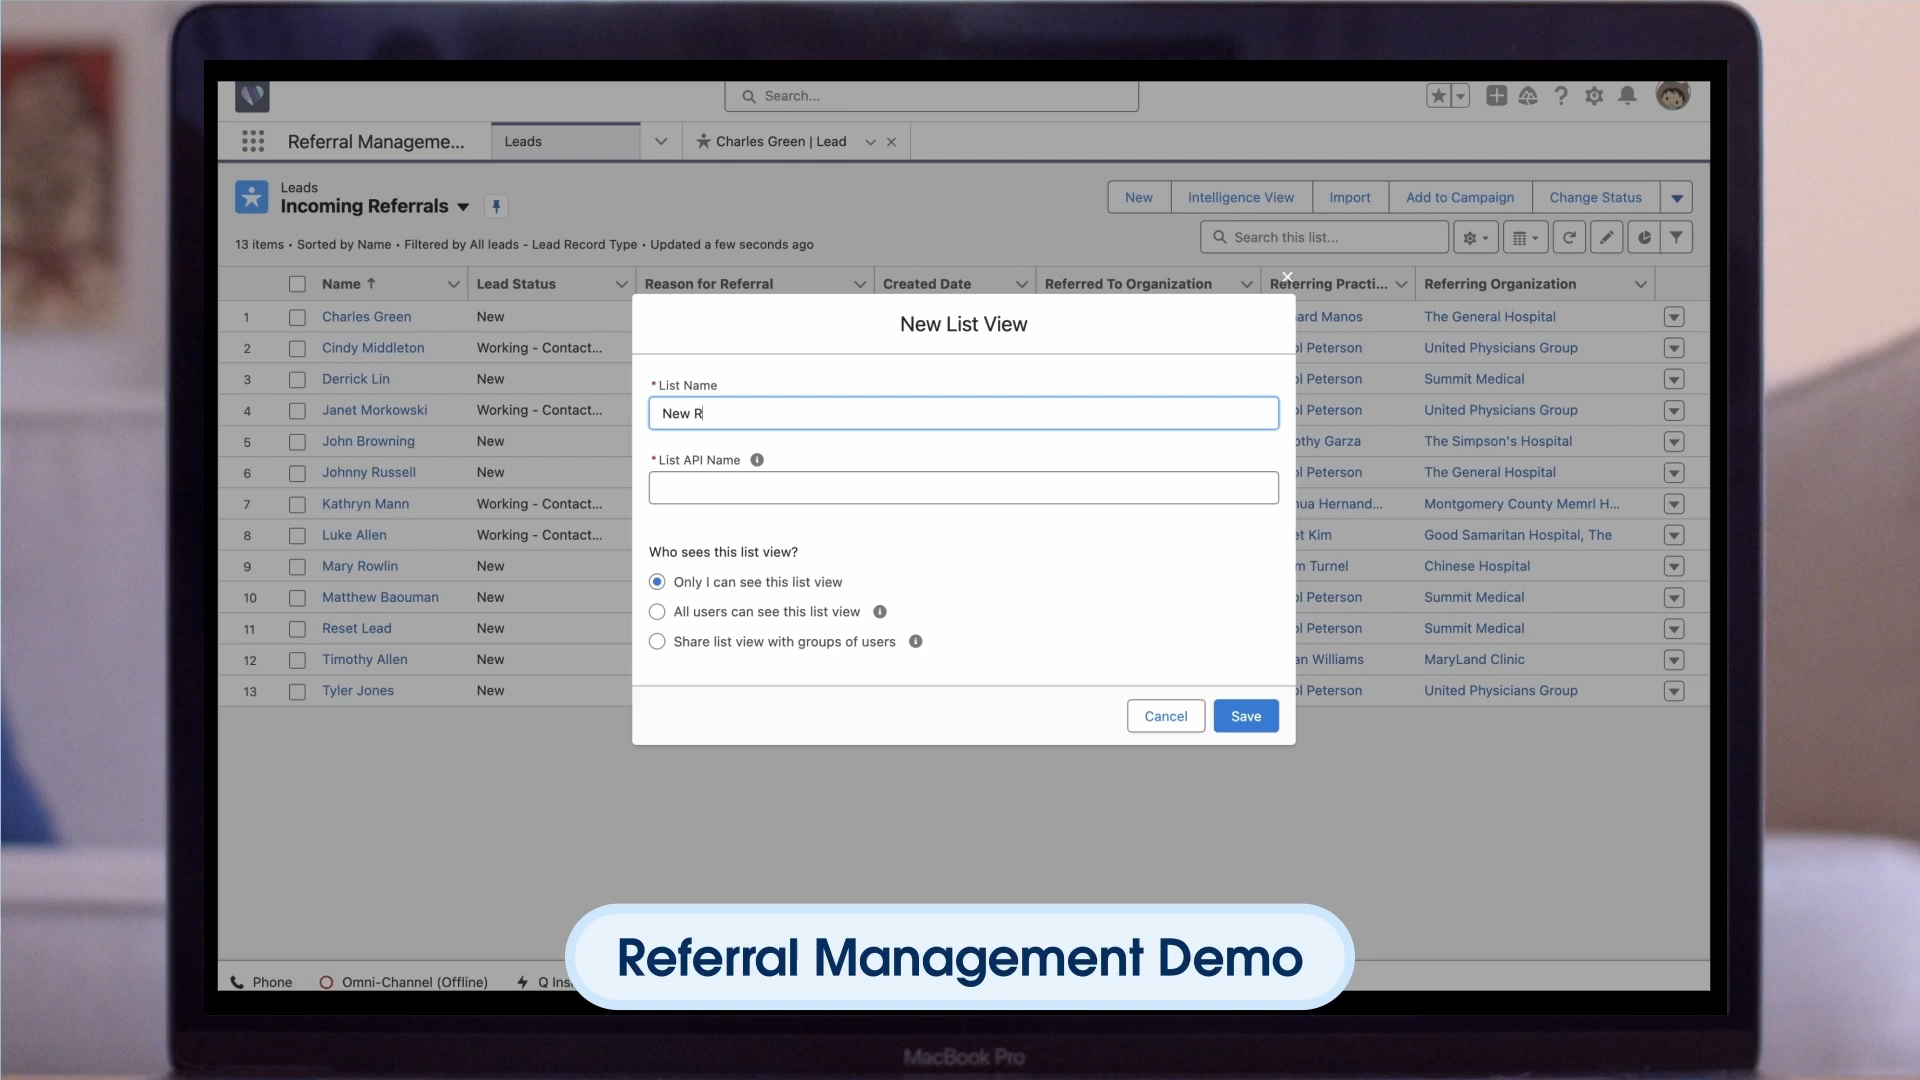 Search...
Referral Manageme...
Leads
Charles Green | Lead
Leads
Incoming Referrals
New
Intelligence View
Import
Add to Campaign
Change Status
13 items • Sorted by Name • Filtered by All leads - Lead Record Type • Updated a few seconds ago
Search this list...
Name
Lead Status
Reason for Referral
Created Date
Referred To Organization
Referring Practi...
Referring Organization
1 Charles Green New ard Manos The General Hospital
2 Cindy Middleton Working - Contact... ol Peterson United Physicians Group
3 Derrick Lin New ol Peterson Summit Medical
4 Janet Morkowski Working - Contact... ol Peterson United Physicians Group
5 John Browning New othy Garza The Simpson's Hospital
6 Johnny Russell New ol Peterson The General Hospital
7 Kathryn Mann Working - Contact... nua Hernand... Montgomery County Memrl H...
8 Luke Allen Working - Contact... et Kim Good Samaritan Hospital, The
9 Mary Rowlin New m Turnel Chinese Hospital
10 Matthew Baouman New ol Peterson Summit Medical
11 Reset Lead New ol Peterson Summit Medical
12 Timothy Allen New an Williams MaryLand Clinic
13 Tyler Jones New ol Peterson United Physicians Group
New List View
* List Name
New R
* List API Name
Who sees this list view?
Only I can see this list view
All users can see this list view
Share list view with groups of users
Cancel
Save
Phone
Omni-Channel (Offline)
Q Ins
Referral Management Demo
MacBook Pro